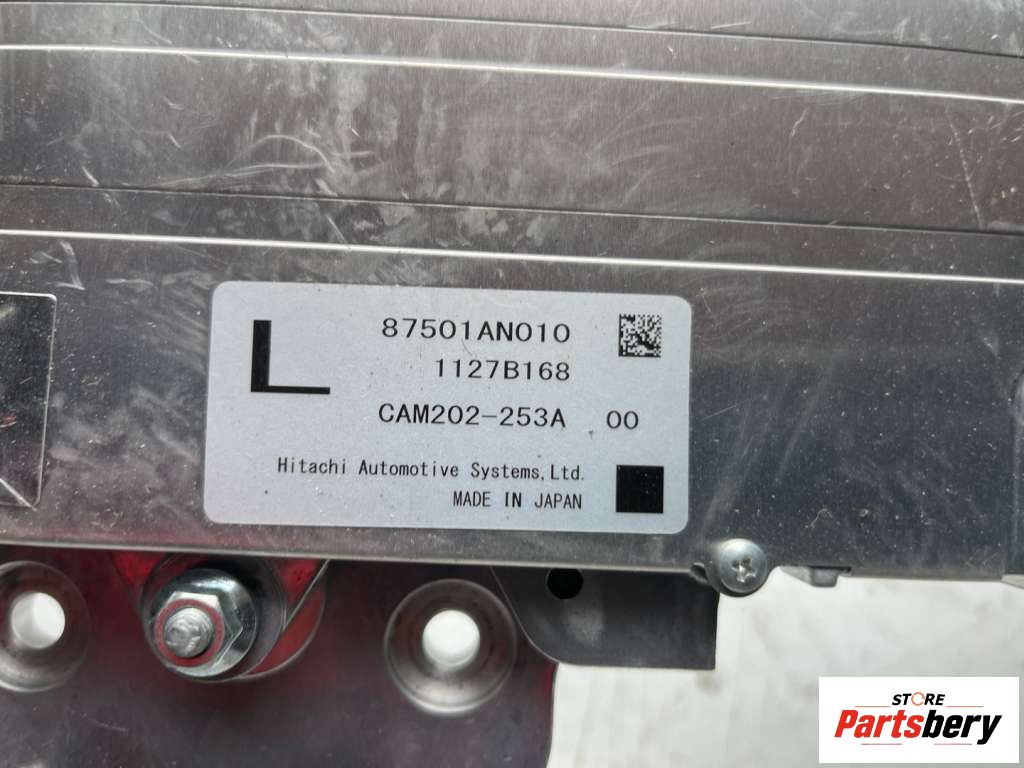 L
87501AN010
1127B168
CAM202-253A 00
Hitachi Automotive Systems,Ltd.
MADE IN JAPAN
STORE
Partsbery